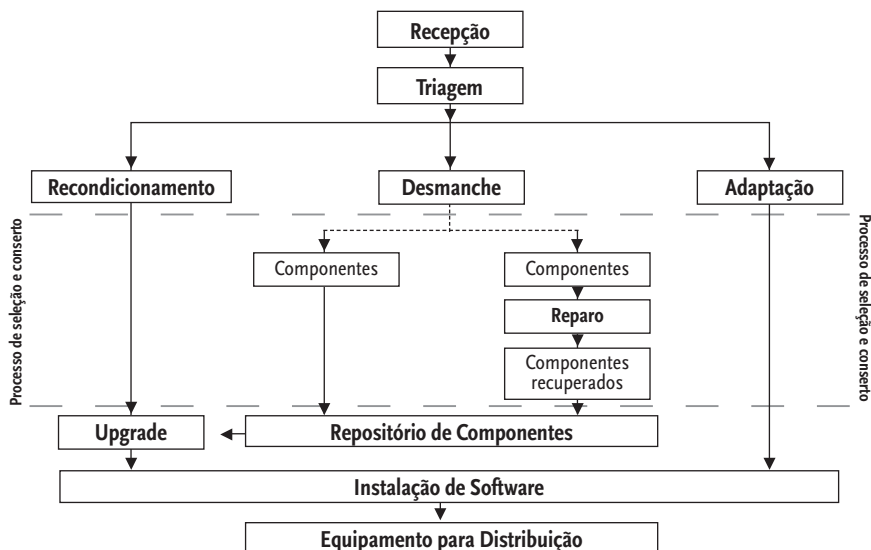 Recepção
Triagem
Recondicionamento
Desmanche
Adaptação
Processo de seleção e conserto
Processo de seleção e conserto
Componentes
Componentes
Reparo
Componentes
recuperados
Upgrade
Repositório de Componentes
Instalação de Software
Equipamento para Distribuição